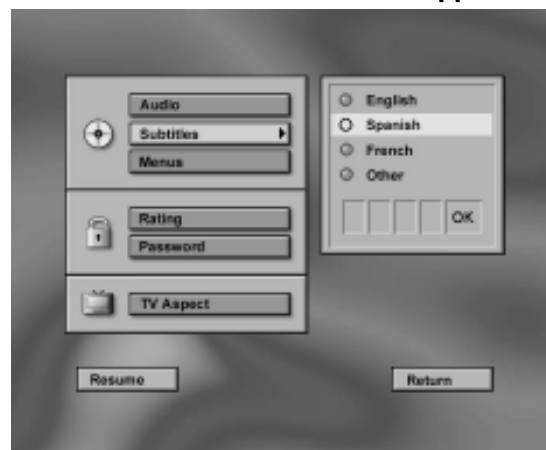 Audio
Subtitles
Menus
Rating
Password
TV Aspect
English
Spanish
French
Other
OK
Resume
Return